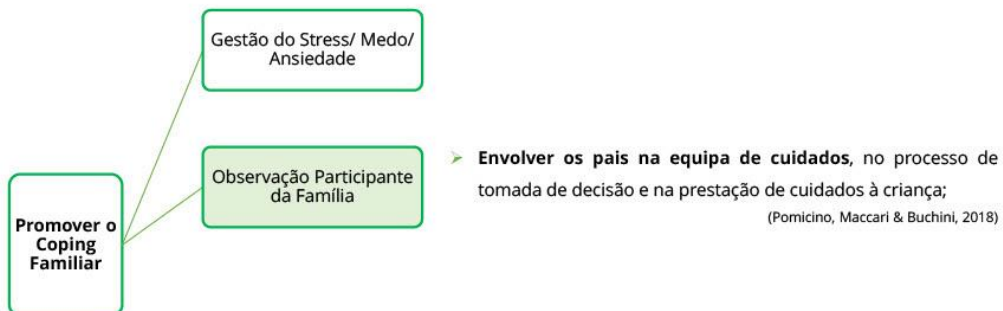 Gestão do Stress/ Medo/
Ansiedade
Observação Participante
da Família
Promover o
Coping
Familiar
Envolver os pais na equipa de cuidados, no processo de
tomada de decisão e na prestação de cuidados à criança;
(Pomicino, Maccari & Buchini, 2018)